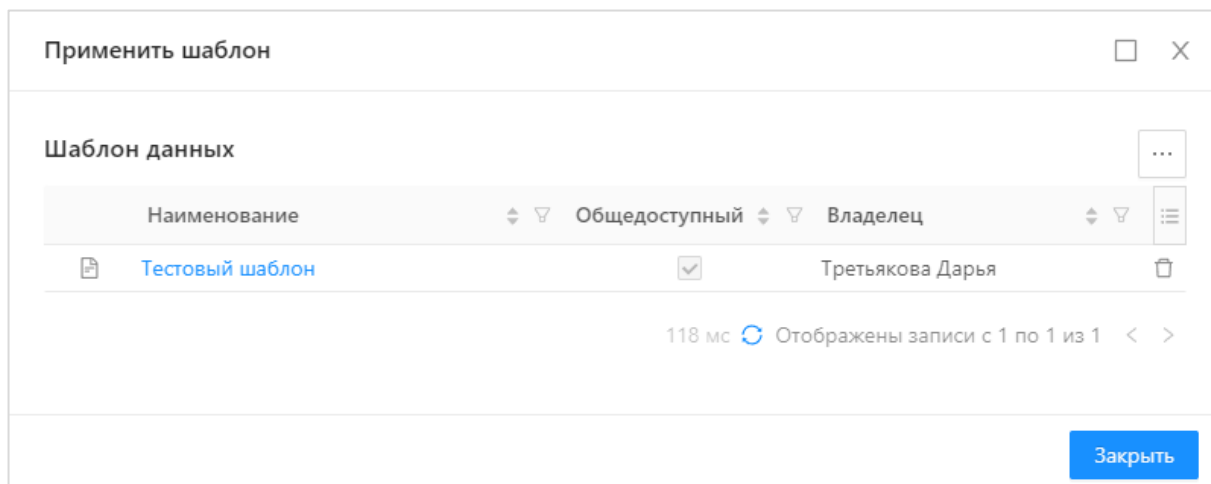 Применить шаблон
Шаблон данных
...
Наименование Общедоступный Владелец
Тестовый шаблон Третьякова Дарья
118 мс Отображены записи с 1 по 1 из 1 < >
Закрыть